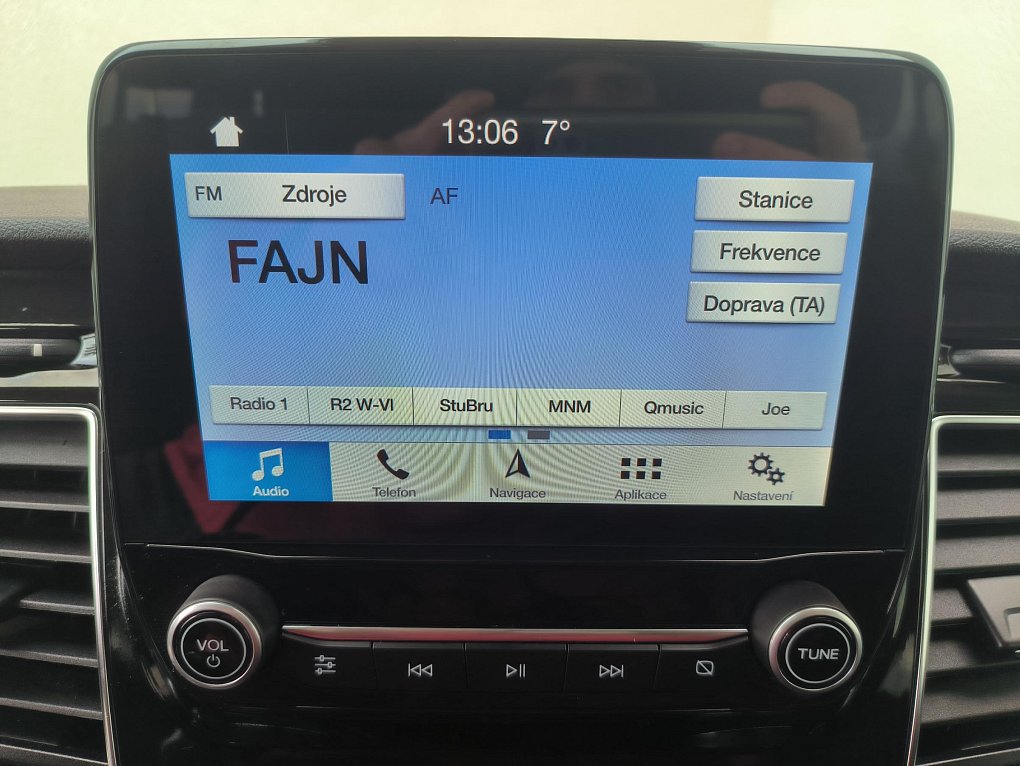 13:06 7°
FM Zdroje AF Stanice
FAJN Frekvence
Doprava (TA)
Radio 1 R2 W-VI StuBru MNM Qmusic Joe
Audio Telefon Navigace Aplikace Nastavení
VOL TUNE